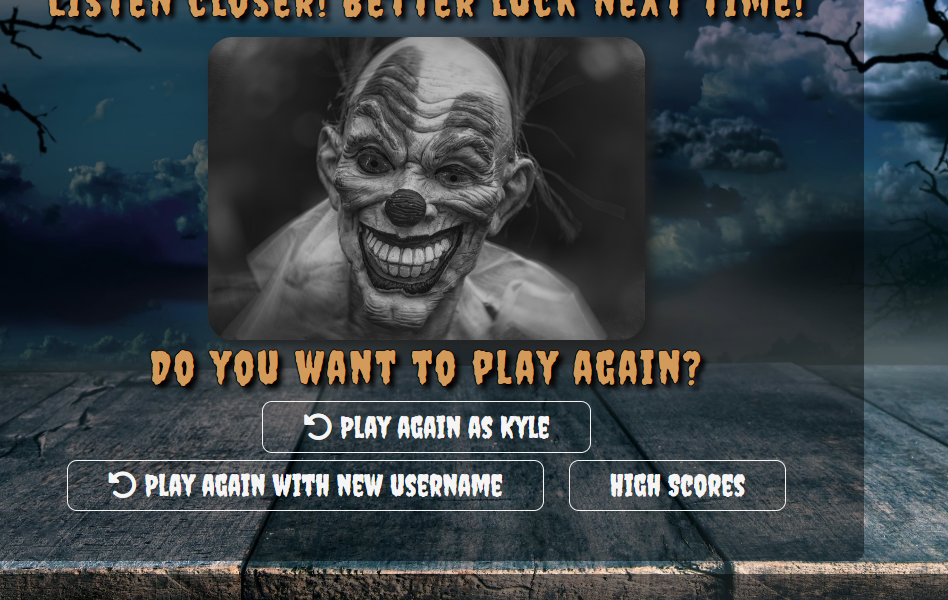 LISTEN CLOSER! BETTER LUCK NEXT TIME!
DO YOU WANT TO PLAY AGAIN?
PLAY AGAIN AS KYLE
PLAY AGAIN WITH NEW USERNAME
HIGH SCORES